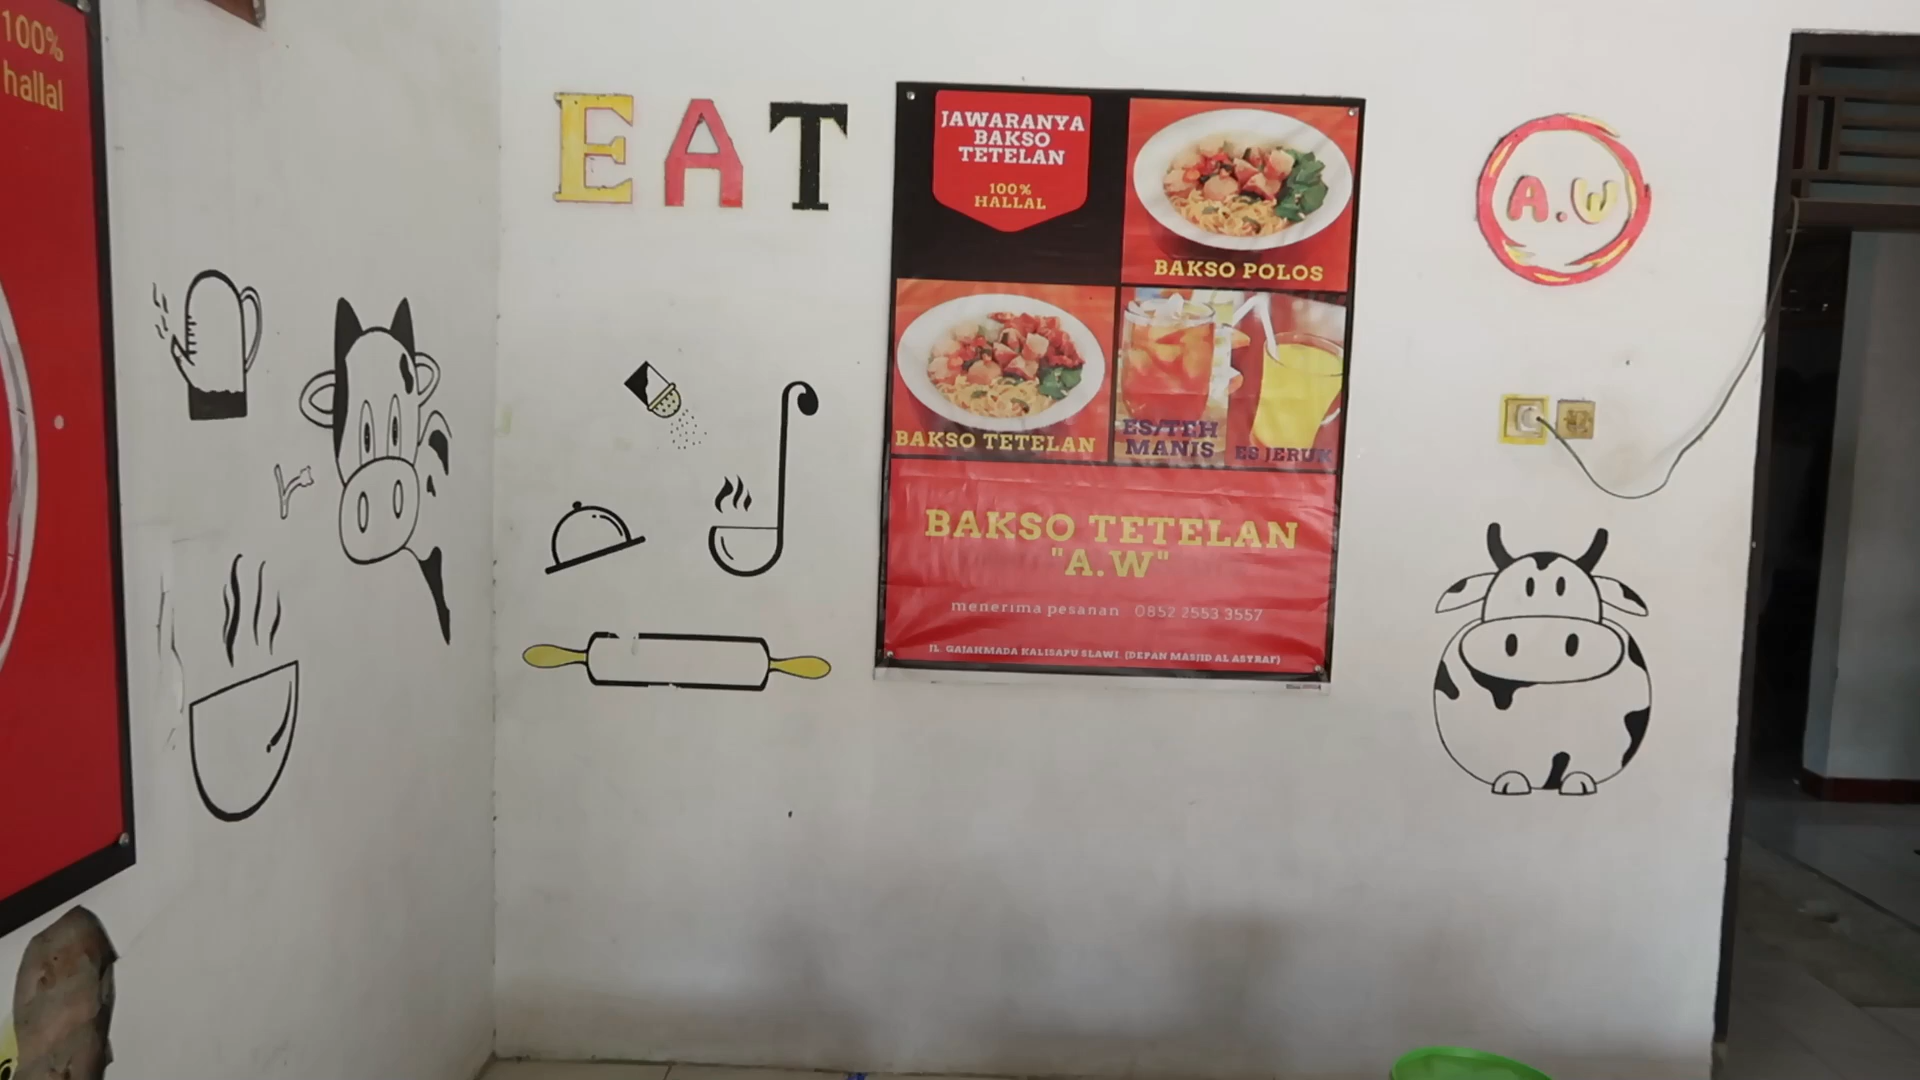 100%
hallal
EAT
JAWARANYA
BAKSO
TETELAN
100%
HALLAL
BAKSO POLOS
BAKSO TETELAN
ES/TEH
MANIS
ES JERUK
BAKSO TETELAN
"A.W"
menerima pesanan 0852 2553 3557
JL. GAJAHMADA KALISAPU SLAWI (DEPAN MASJID AL ASYRAF)
A.W